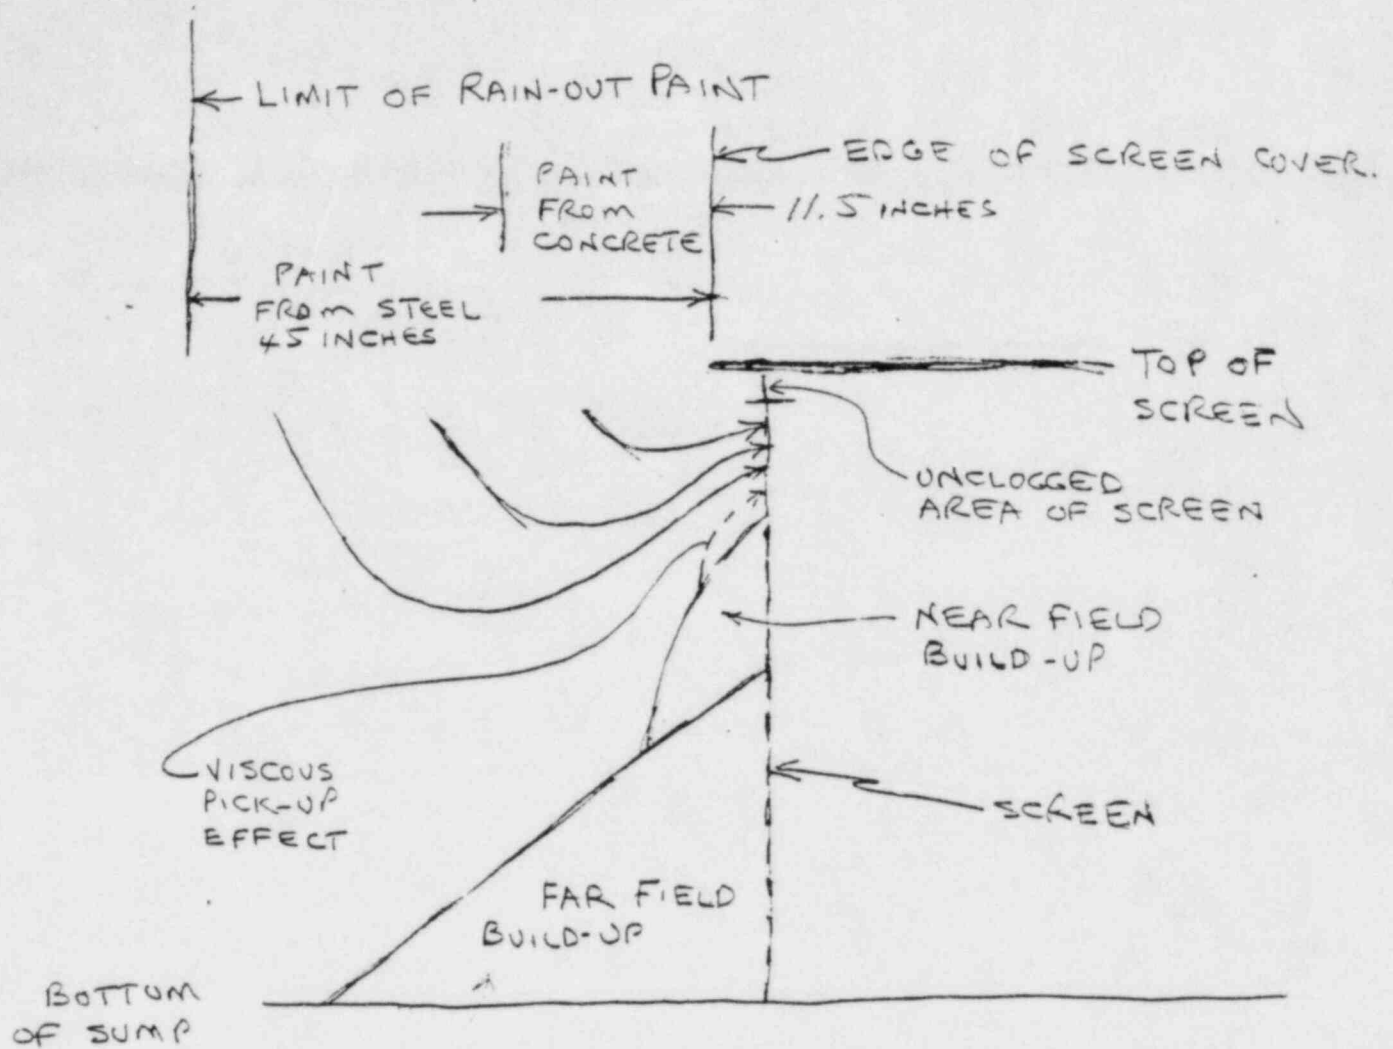 LIMIT OF RAIN-OUT PAINT
EDGE OF SCREEN COVER.
PAINT
FROM
CONCRETE
11.5 INCHES
PAINT
FROM STEEL
45 INCHES
TOP OF
SCREEN
UNCLOGGED
AREA OF SCREEN
NEAR FIELD
BUILD-UP
VISCOUS
PICK-UP
EFFECT
SCREEN
FAR FIELD
BUILD-UP
BOTTOM
OF SUMP